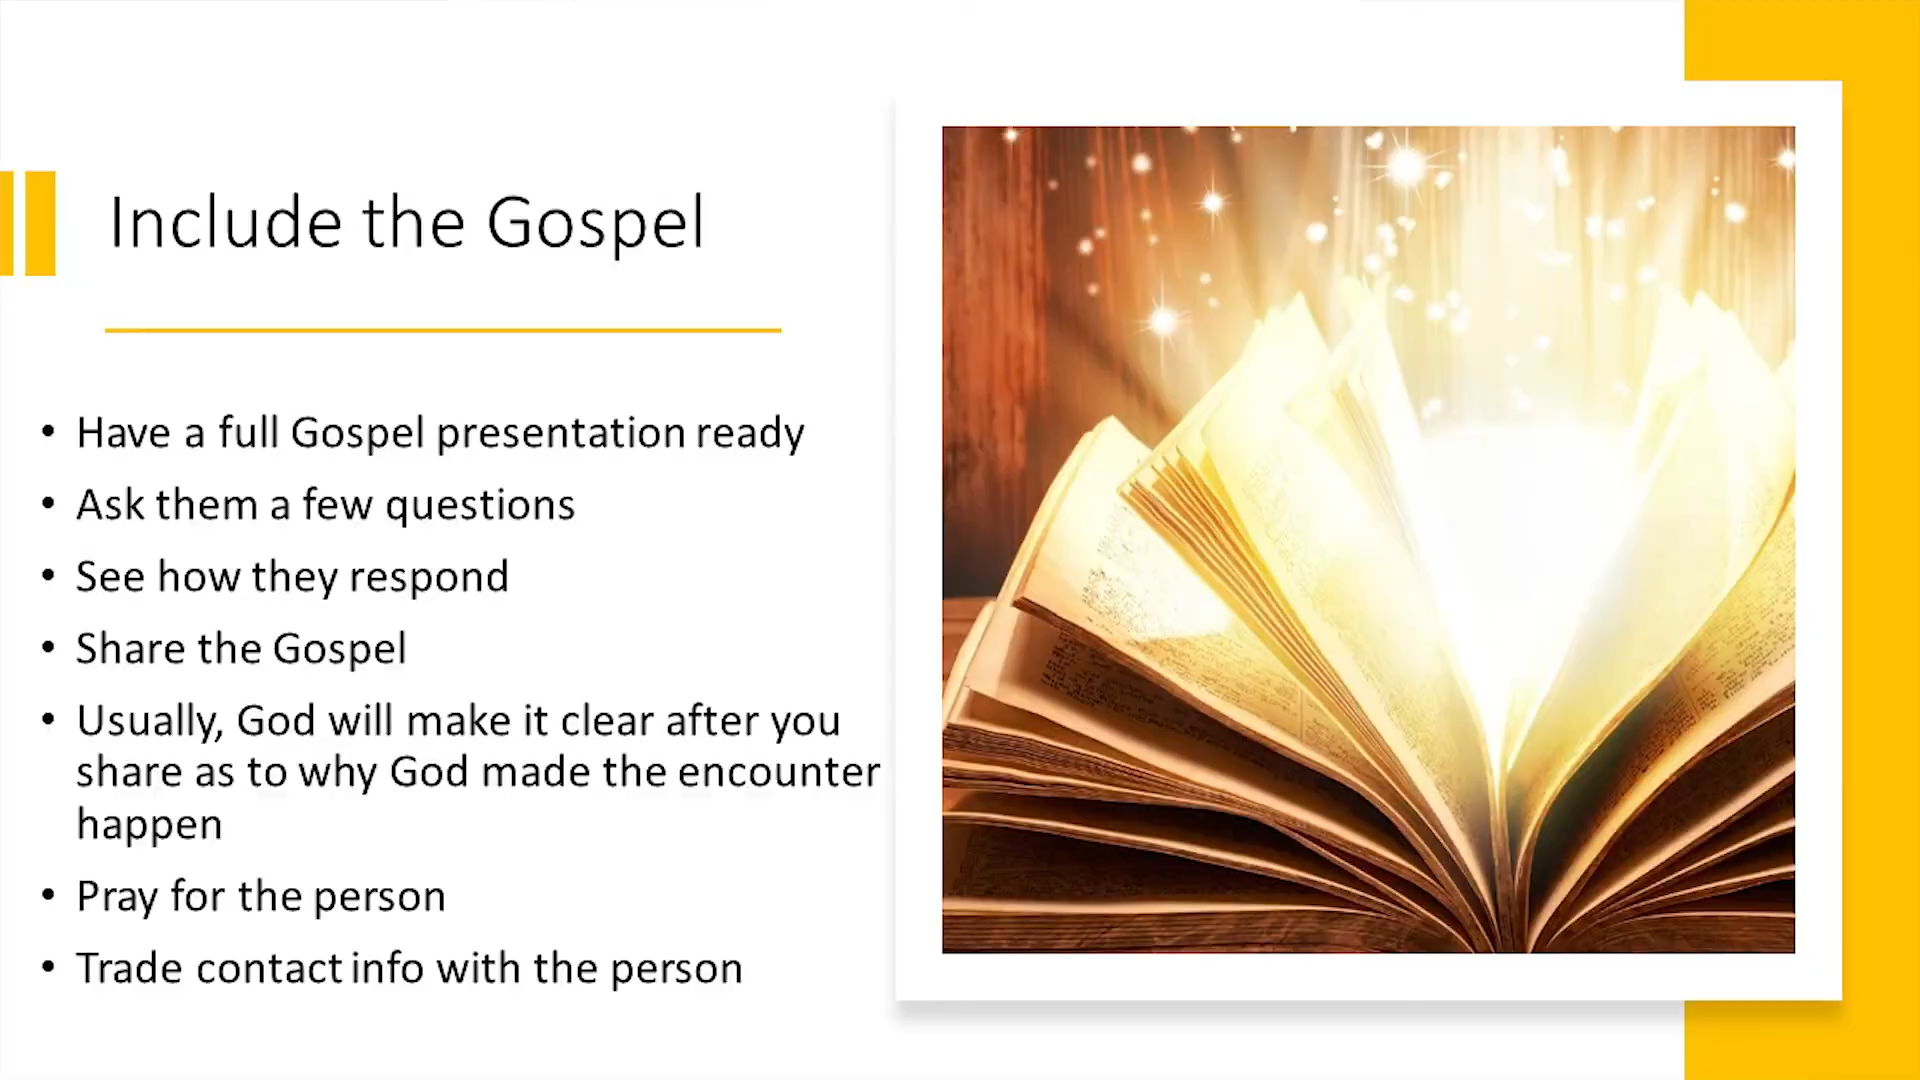 Include the Gospel
• Have a full Gospel presentation ready
• Ask them a few questions
• See how they respond
• Share the Gospel
• Usually, God will make it clear after you
share as to why God made the encounter
happen
• Pray for the person
• Trade contact info with the person